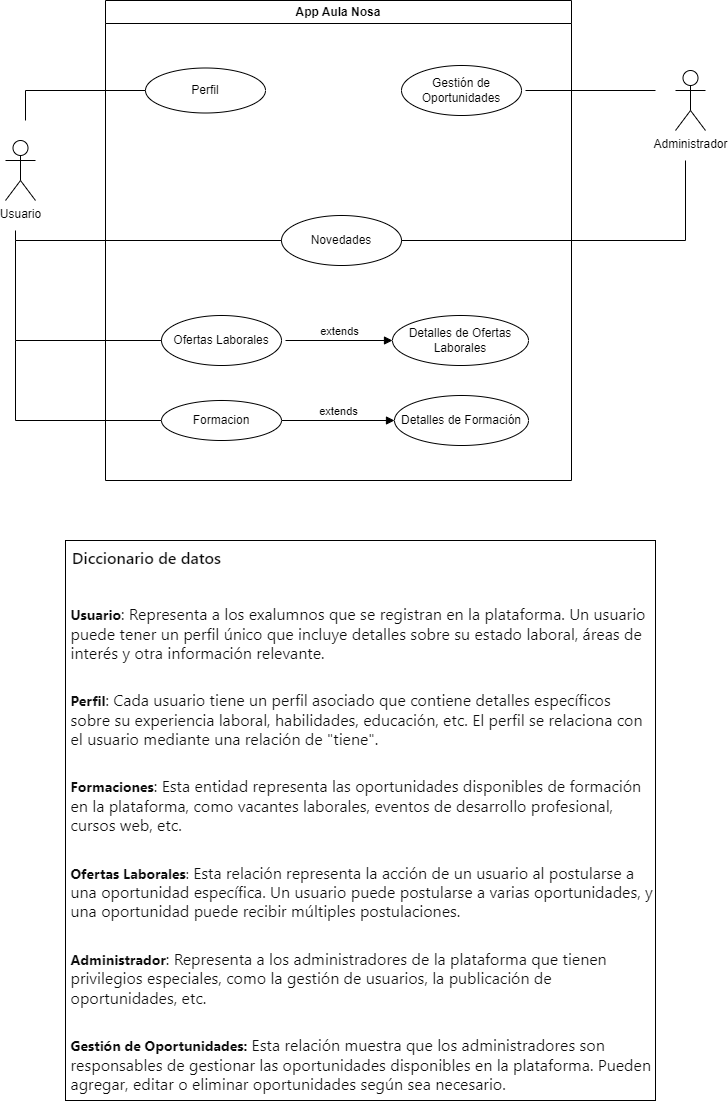 App Aula Nosa
Perfil
Gestión de
Oportunidades
Administrador
Usuario
Novedades
Ofertas Laborales
extends
Detalles de Ofertas
Laborales
Formacion
extends
Detalles de Formación
Diccionario de datos
Usuario: Representa a los exalumnos que se registran en la plataforma. Un usuario
puede tener un perfil único que incluye detalles sobre su estado laboral, áreas de
interés y otra información relevante.
Perfil: Cada usuario tiene un perfil asociado que contiene detalles específicos
sobre su experiencia laboral, habilidades, educación, etc. El perfil se relaciona con
el usuario mediante una relación de "tiene".
Formaciones: Esta entidad representa las oportunidades disponibles de formación
en la plataforma, como vacantes laborales, eventos de desarrollo profesional,
cursos web, etc.
Ofertas Laborales: Esta relación representa la acción de un usuario al postularse a
una oportunidad específica. Un usuario puede postularse a varias oportunidades, y
una oportunidad puede recibir múltiples postulaciones.
Administrador: Representa a los administradores de la plataforma que tienen
privilegios especiales, como la gestión de usuarios, la publicación de
oportunidades, etc.
Gestión de Oportunidades: Esta relación muestra que los administradores son
responsables de gestionar las oportunidades disponibles en la plataforma. Pueden
agregar, editar o eliminar oportunidades según sea necesario.